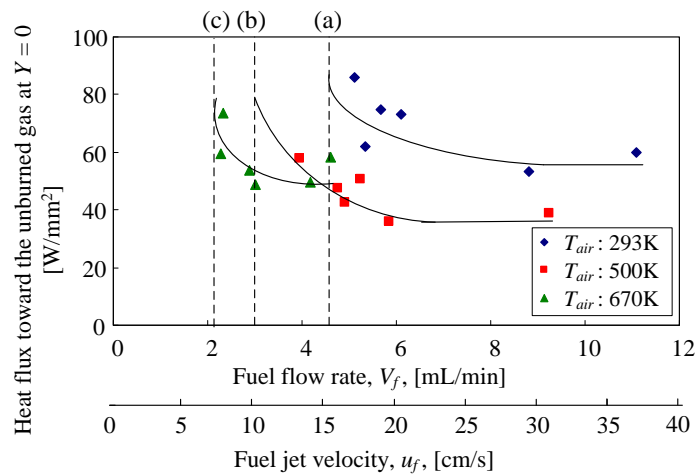 (c) (b) (a)
Heat flux toward the unburned gas at Y = 0
[W/mm²]
100
80
60
40
20
0
T_air : 293K
T_air : 500K
T_air : 670K
0 2 4 6 8 10 12
Fuel flow rate, V_f, [mL/min]
0 5 10 15 20 25 30 35 40
Fuel jet velocity, u_f, [cm/s]